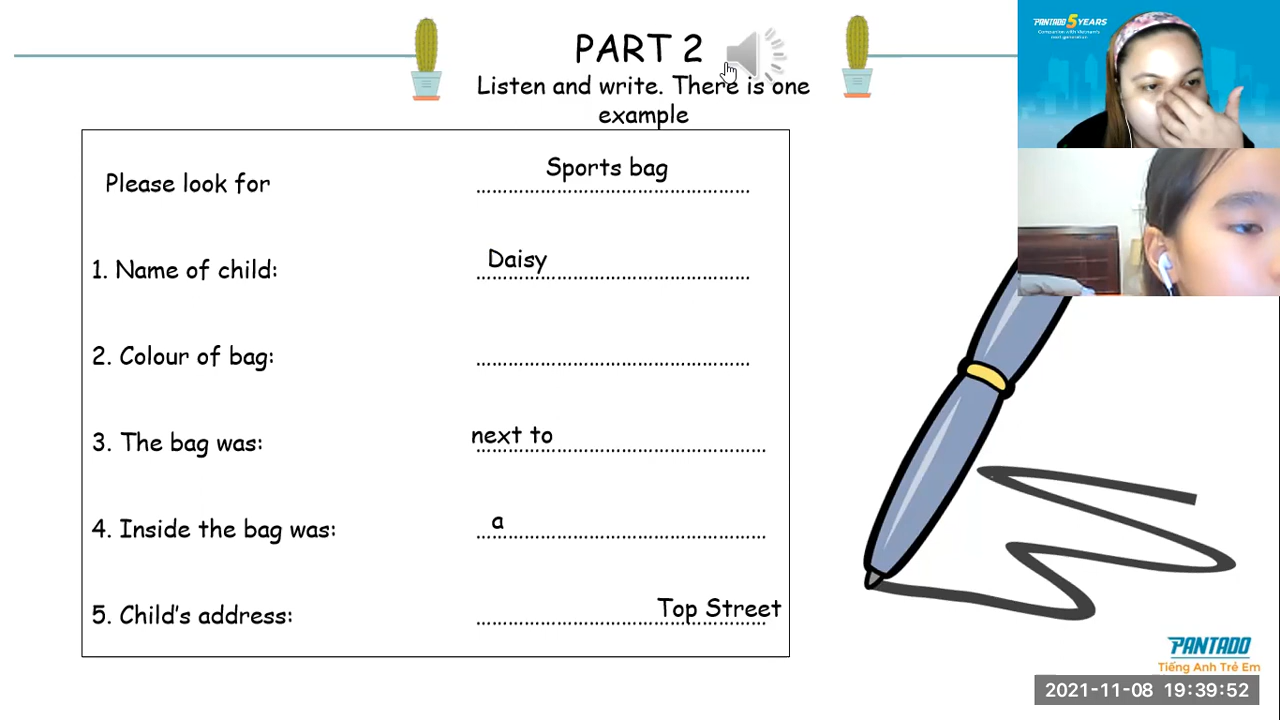 PART 2
Listen and write. There is one
example
Please look for Sports bag
1. Name of child: Daisy
2. Colour of bag:
3. The bag was: next to
4. Inside the bag was: a
5. Child's address: Top Street
PANTADO 5 YEARS
PANTADO
Tiếng Anh Trẻ Em
2021-11-08 19:39:52